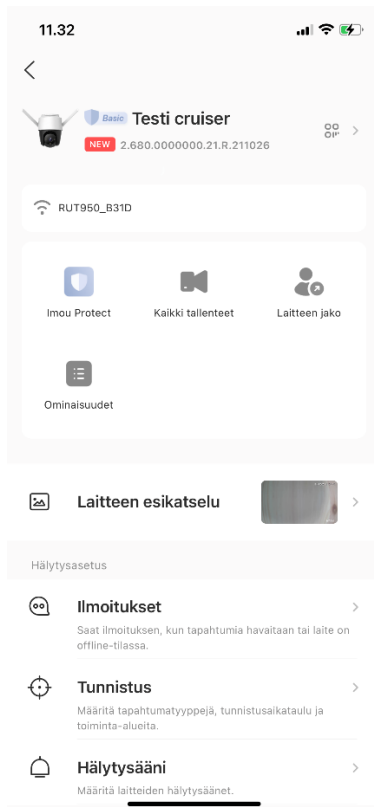 11.32
Basic Testi cruiser
NEW 2.680.0000000.21.R.211026
RUT950_B31D
Imou Protect
Kaikki tallenteet
Laitteen jako
Ominaisuudet
Laitteen esikatselu
Hälytysasetus
Ilmoitukset
Saat ilmoituksen, kun tapahtumia havaitaan tai laite on
offline-tilassa.
Tunnistus
Määritä tapahtumatyyppejä, tunnistusaikataulu ja
toiminta-alueita.
Hälytysääni
Määritä laitteiden hälytysäänet.